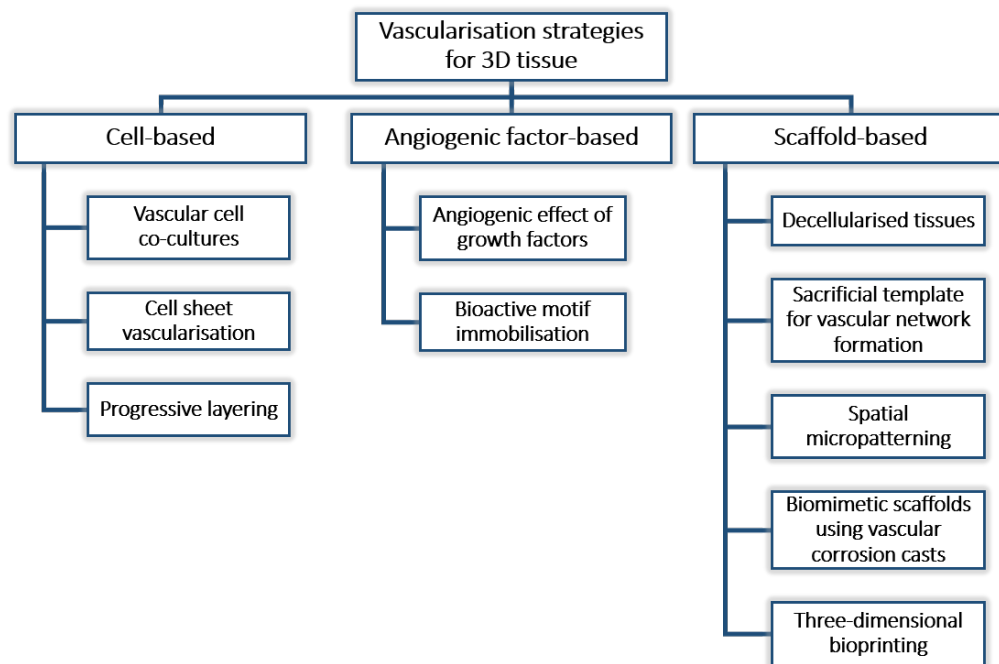 Vascularisation strategies
for 3D tissue
Cell-based
Vascular cell
co-cultures
Cell sheet
vascularisation
Progressive layering
Angiogenic factor-based
Angiogenic effect of
growth factors
Bioactive motif
immobilisation
Scaffold-based
Decellularised tissues
Sacrificial template
for vascular network
formation
Spatial
micropatterning
Biomimetic scaffolds
using vascular
corrosion casts
Three-dimensional
bioprinting